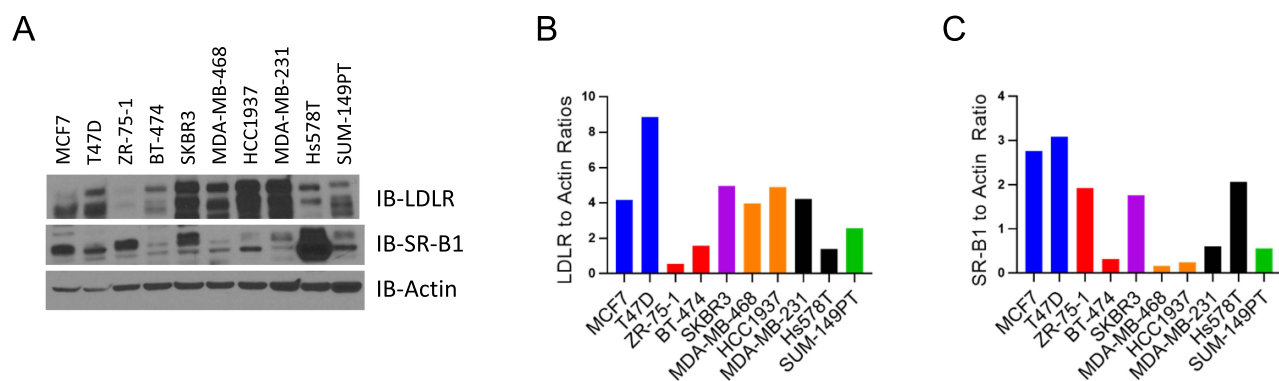 A
MCF7
T47D
ZR-75-1
BT-474
SKBR3
MDA-MB-468
HCC1937
MDA-MB-231
Hs578T
SUM-149PT
IB-LDLR
IB-SR-B1
IB-Actin
B
LDLR to Actin Ratios
10
8
6
4
2
0
MCF7
T47D
ZR-75-1
BT-474
SKBR3
MDA-MB-468
HCC1937
MDA-MB-231
Hs578T
SUM-149PT
C
SR-B1 to Actin Ratio
4
3
2
1
0
MCF7
T47D
ZR-75-1
BT-474
SKBR3
MDA-MB-468
HCC1937
MDA-MB-231
Hs578T
SUM-149PT